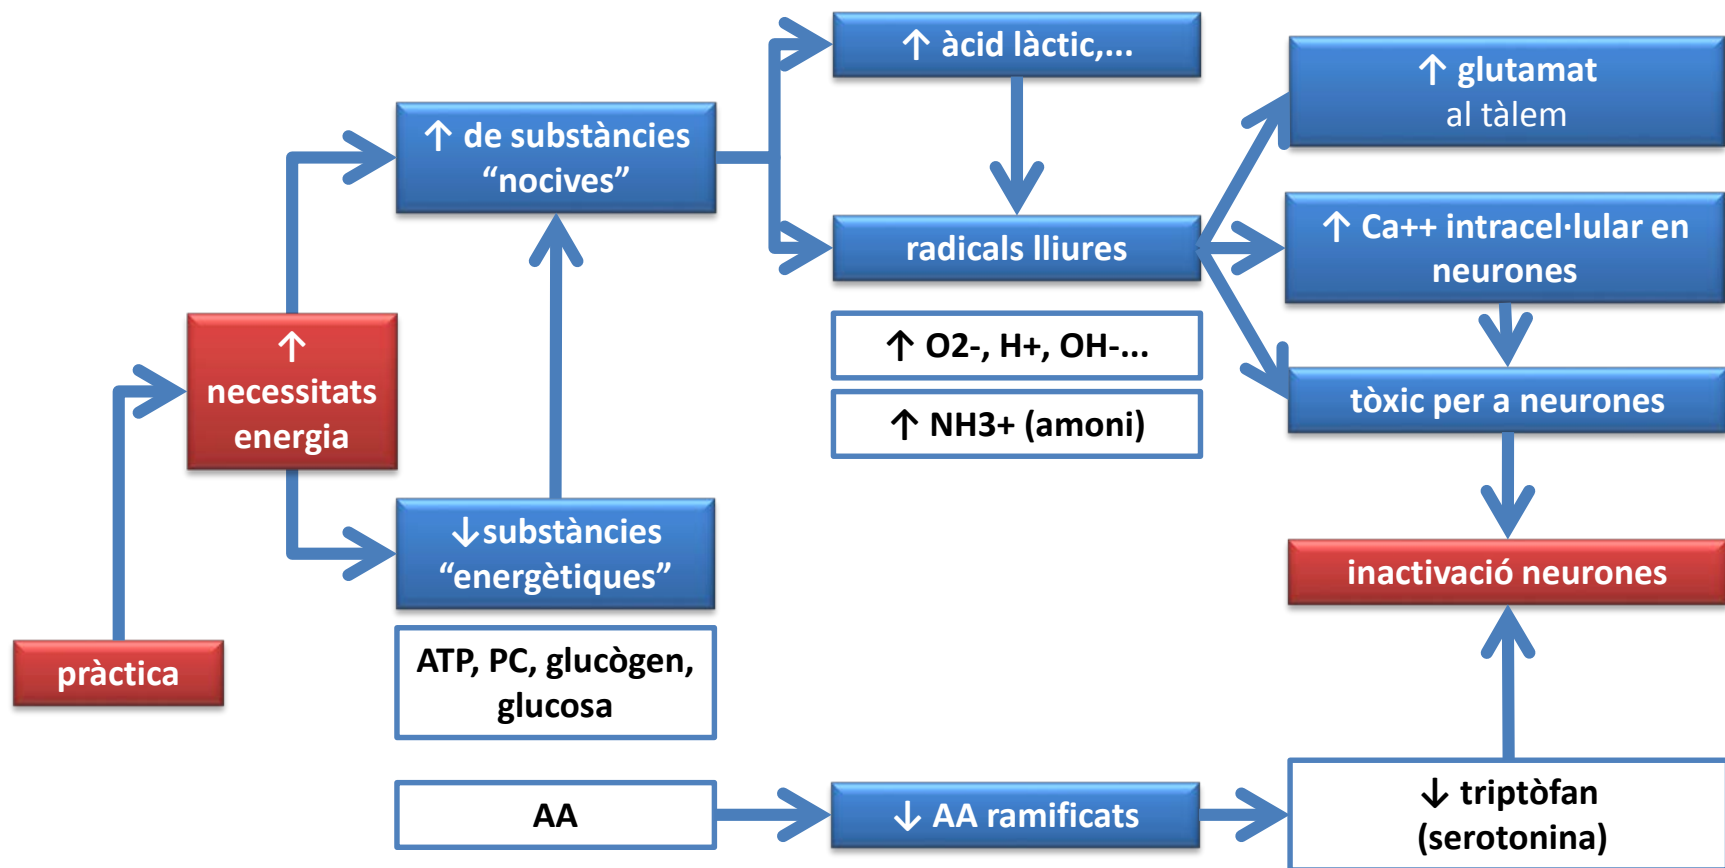 pràctica
↑
necessitats
energia
↑ de substàncies
“nocives”
↓substàncies
“energètiques”
ATP, PC, glucògen,
glucosa
AA
↑ àcid làctic,...
radicals lliures
↑ O2-, H+, OH-...
↑ NH3+ (amoni)
↓ AA ramificats
↑ glutamat
al tàlem
↑ Ca++ intracel·lular en
neurones
tòxic per a neurones
inactivació neurones
↓ triptòfan
(serotonina)